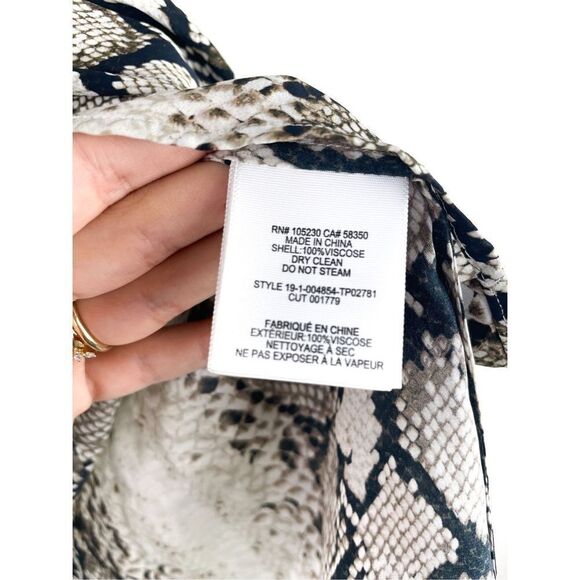 RN# 105230 CA# 58350
MADE IN CHINA
SHELL:100%VISCOSE
DRY CLEAN
DO NOT STEAM
STYLE 19-1-004854-TP02781
CUT 001779
FABRIQUÉ EN CHINE
EXTÉRIEUR:100%VISCOSE
NETTOYAGE À SEC
NE PAS EXPOSER À LA VAPEUR